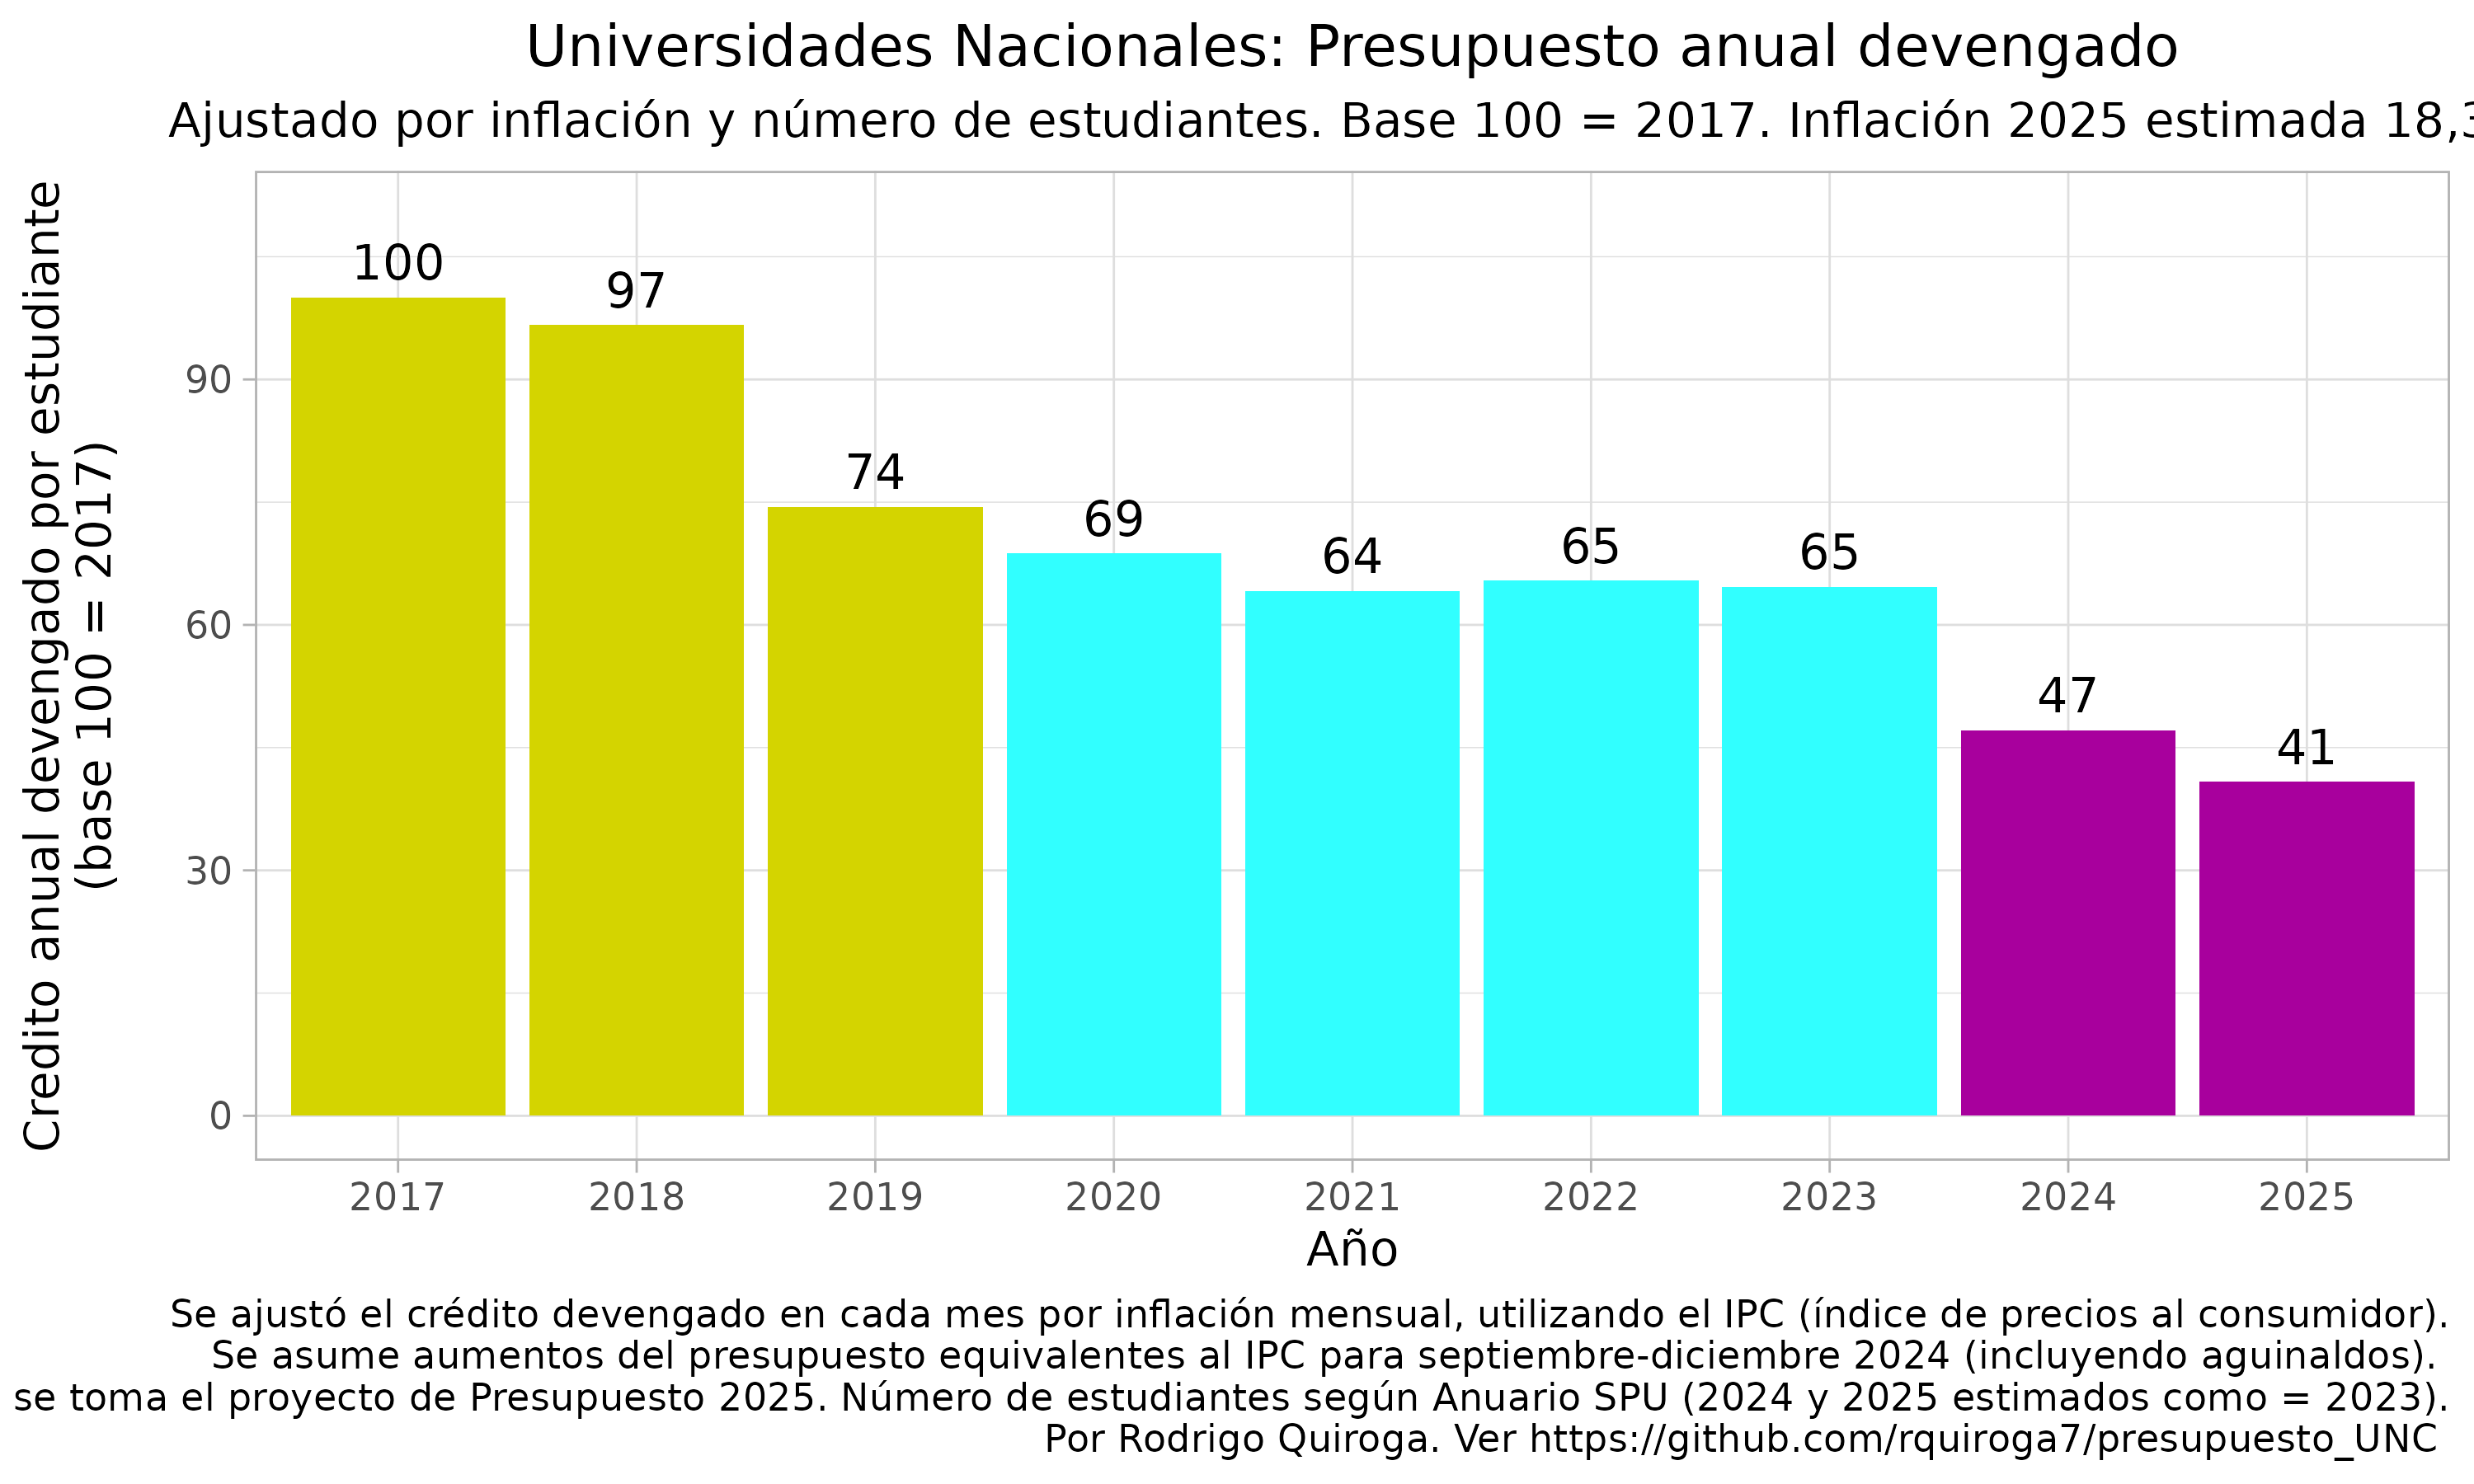 Universidades Nacionales: Presupuesto anual devengado
Ajustado por inflación y número de estudiantes. Base 100 = 2017. Inflación 2025 estimada 18,3
Credito anual devengado por estudiante
(base 100 = 2017)
100
97
74
69
64
65
65
47
41
90
60
30
0
2017
2018
2019
2020
2021
2022
2023
2024
2025
Año
Se ajustó el crédito devengado en cada mes por inflación mensual, utilizando el IPC (índice de precios al consumidor).
Se asume aumentos del presupuesto equivalentes al IPC para septiembre-diciembre 2024 (incluyendo aguinaldos).
se toma el proyecto de Presupuesto 2025. Número de estudiantes según Anuario SPU (2024 y 2025 estimados como = 2023).
Por Rodrigo Quiroga. Ver https://github.com/rquiroga7/presupuesto_UNC